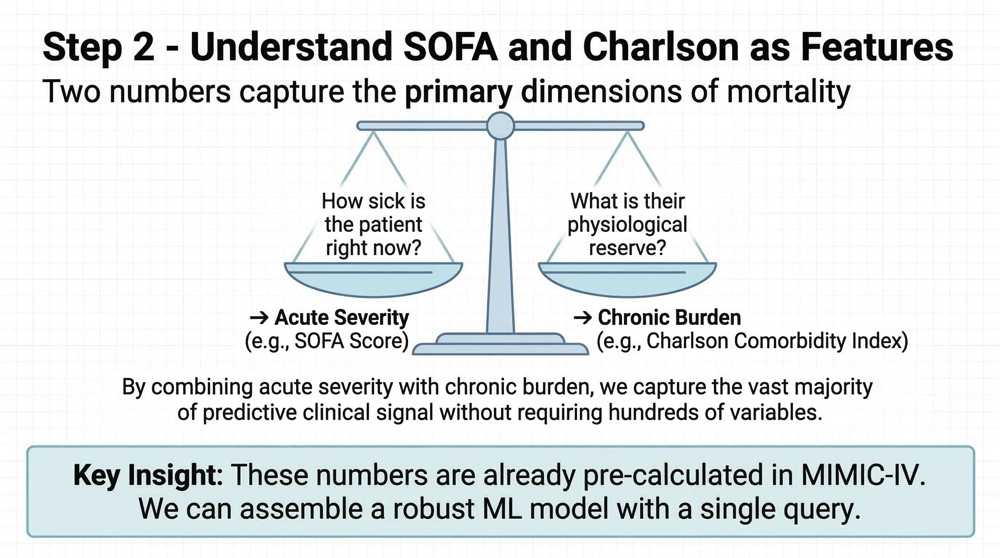 Step 2 - Understand SOFA and Charlson as Features
Two numbers capture the primary dimensions of mortality
How sick is
the patient
right now?
What is their
physiological
reserve?
→ Acute Severity
(e.g., SOFA Score)
→ Chronic Burden
(e.g., Charlson Comorbidity Index)
By combining acute severity with chronic burden, we capture the vast majority
of predictive clinical signal without requiring hundreds of variables.
Key Insight: These numbers are already pre-calculated in MIMIC-IV.
We can assemble a robust ML model with a single query.